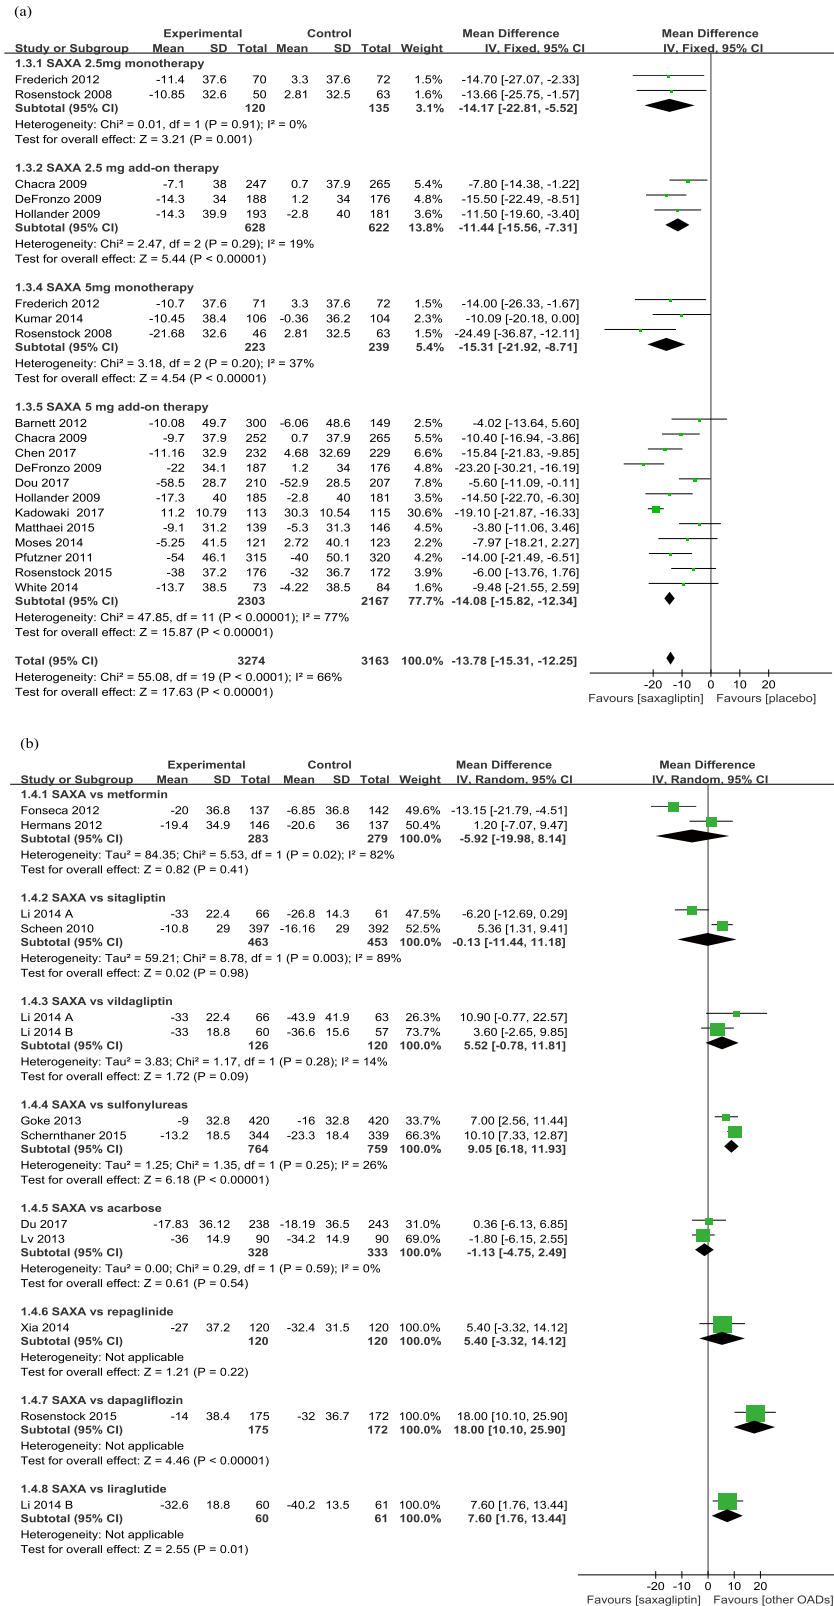 (a)
Experimental Control Mean Difference Mean Difference
Study or Subgroup Mean SD Total Mean SD Total Weight IV, Fixed, 95% CI IV, Fixed, 95% CI
1.3.1 SAXA 2.5mg monotherapy
Frederich 2012 -11.4 37.6 70 3.3 37.6 72 1.5% -14.70 [-27.07, -2.33]
Rosenstock 2008 -10.85 32.6 50 2.81 32.5 63 1.5% -13.66 [-25.75, -1.57]
Subtotal (95% CI) 120 135 3.1% -14.17 [-22.81, -5.52]
Heterogeneity: Chi² = 0.01, df = 1 (P = 0.91); I² = 0%
Test for overall effect: Z = 3.21 (P = 0.001)
1.3.2 SAXA 2.5 mg add-on therapy
Chacra 2009 -7.1 38 247 0.7 37.9 265 5.4% -7.80 [-14.38, -1.22]
DeFronzo 2009 -14.3 34 188 1.2 34 176 4.8% -15.50 [-22.49, -8.51]
Hollander 2009 -14.3 39.9 193 -2.8 40 181 3.6% -11.50 [-19.60, -3.40]
Subtotal (95% CI) 628 622 13.8% -11.44 [-15.56, -7.31]
Heterogeneity: Chi² = 2.47, df = 2 (P = 0.29); I² = 19%
Test for overall effect: Z = 5.44 (P < 0.00001)
1.3.4 SAXA 5mg monotherapy
Frederich 2012 -10.7 37.6 71 3.3 37.6 72 1.5% -14.00 [-26.33, -1.67]
Kumar 2014 -10.45 38.4 106 -0.36 36.2 104 2.3% -10.09 [-20.18, 0.00]
Rosenstock 2008 -21.68 32.6 46 2.81 32.5 63 1.5% -24.49 [-36.87, -12.11]
Subtotal (95% CI) 223 239 5.4% -15.31 [-21.92, -8.71]
Heterogeneity: Chi² = 3.18, df = 2 (P = 0.20); I² = 37%
Test for overall effect: Z = 4.54 (P < 0.00001)
1.3.5 SAXA 5 mg add-on therapy
Barnett 2012 -10.08 49.7 300 -6.06 48.6 149 2.5% -4.02 [-13.64, 5.60]
Chacra 2009 -9.7 37.9 252 0.7 37.9 265 5.5% -10.40 [-16.94, -3.86]
Chen 2017 -11.16 32.9 232 4.68 32.69 229 6.5% -15.84 [-21.83, -9.85]
DeFronzo 2009 -22 34.1 187 1.2 34 176 4.8% -23.20 [-30.21, -16.19]
Dou 2017 -58.5 28.7 210 -52.9 28.5 207 7.8% -5.60 [-11.09, -0.11]
Hollander 2009 -17.3 40 185 -2.8 40 181 3.5% -14.50 [-22.70, -6.30]
Kadowaki 2017 11.2 10.79 113 30.3 10.54 115 30.6% -19.10 [-21.87, -16.33]
Matthaei 2015 -9.1 31.2 139 -5.3 31.3 146 4.4% -3.80 [-11.06, 3.46]
Moses 2014 -5.25 41.5 121 2.72 40.1 123 2.2% -7.97 [-18.21, 2.27]
Pfutzner 2011 -54 46.1 315 -40 50.1 320 4.2% -14.00 [-21.49, -6.51]
Rosenstock 2015 -38 37.2 176 -32 36.7 172 3.9% -6.00 [-13.76, 1.76]
White 2014 -13.7 38.5 73 -4.22 38.5 84 1.6% -9.48 [-21.55, 2.59]
Subtotal (95% CI) 2303 2167 77.7% -14.08 [-15.82, -12.34]
Heterogeneity: Chi² = 47.85, df = 11 (P < 0.00001); I² = 77%
Test for overall effect: Z = 15.87 (P < 0.00001)
Total (95% CI) 3274 3163 100.0% -13.78 [-15.31, -12.25]
Heterogeneity: Chi² = 55.08, df = 19 (P < 0.0001); I² = 66%
Test for overall effect: Z = 17.63 (P < 0.00001)
-20 -10 0 10 20
Favours [saxagliptin] Favours [placebo]
(b)
Experimental Control Mean Difference Mean Difference
Study or Subgroup Mean SD Total Mean SD Total Weight IV, Random, 95% CI IV, Random, 95% CI
1.4.1 SAXA vs metformin
Fonseca 2012 -20 36.8 137 -6.85 36.8 142 49.6% -13.15 [-21.79, -4.51]
Hermans 2012 -19.4 34.9 146 -20.6 36 137 50.4% 1.20 [-7.07, 9.47]
Subtotal (95% CI) 283 279 100.0% -5.92 [-19.98, 8.14]
Heterogeneity: Tau² = 84.35; Chi² = 5.53, df = 1 (P = 0.02); I² = 82%
Test for overall effect: Z = 0.82 (P = 0.41)
1.4.2 SAXA vs sitagliptin
Li 2014 A -33 22.4 66 -26.8 14.3 61 47.5% -6.20 [-12.69, 0.29]
Scheen 2010 -10.8 29 397 -16.16 29 392 52.5% 5.36 [1.31, 9.41]
Subtotal (95% CI) 463 453 100.0% -0.13 [-11.44, 11.18]
Heterogeneity: Tau² = 59.21; Chi² = 8.78, df = 1 (P = 0.003); I² = 89%
Test for overall effect: Z = 0.02 (P = 0.98)
1.4.3 SAXA vs vildagliptin
Li 2014 A -33 22.4 66 -43.9 41.9 63 26.3% 10.90 [-0.77, 22.57]
Li 2014 B -33 18.8 60 -36.6 15.6 57 73.7% 3.60 [-2.65, 9.85]
Subtotal (95% CI) 126 120 100.0% 5.52 [-0.78, 11.81]
Heterogeneity: Tau² = 3.83; Chi² = 1.17, df = 1 (P = 0.28); I² = 14%
Test for overall effect: Z = 1.72 (P = 0.09)
1.4.4 SAXA vs sulfonylureas
Goke 2013 -9 32.8 420 -16 32.8 420 33.7% 7.00 [2.56, 11.44]
Schernthaner 2015 -13.2 18.5 344 -23.3 18.4 339 66.3% 10.10 [7.33, 12.87]
Subtotal (95% CI) 764 759 100.0% 9.05 [6.18, 11.93]
Heterogeneity: Tau² = 1.25; Chi² = 1.35, df = 1 (P = 0.25); I² = 26%
Test for overall effect: Z = 6.18 (P < 0.00001)
1.4.5 SAXA vs acarbose
Du 2017 -17.83 36.12 238 -18.19 36.5 243 31.0% 0.36 [-6.13, 6.85]
Lv 2013 -36 14.9 90 -34.2 14.9 90 69.0% -1.80 [-6.15, 2.55]
Subtotal (95% CI) 328 333 100.0% -1.13 [-4.75, 2.49]
Heterogeneity: Tau² = 0.00; Chi² = 0.29, df = 1 (P = 0.59); I² = 0%
Test for overall effect: Z = 0.61 (P = 0.54)
1.4.6 SAXA vs repaglinide
Xia 2014 -27 37.2 120 -32.4 31.5 120 100.0% 5.40 [-3.32, 14.12]
Subtotal (95% CI) 120 120 100.0% 5.40 [-3.32, 14.12]
Heterogeneity: Not applicable
Test for overall effect: Z = 1.21 (P = 0.22)
1.4.7 SAXA vs dapagliflozin
Rosenstock 2015 -14 38.4 175 -32 36.7 172 100.0% 18.00 [10.10, 25.90]
Subtotal (95% CI) 175 172 100.0% 18.00 [10.10, 25.90]
Heterogeneity: Not applicable
Test for overall effect: Z = 4.46 (P < 0.00001)
1.4.8 SAXA vs liraglutide
Li 2014 B -32.6 18.8 60 -40.2 13.5 61 100.0% 7.60 [1.76, 13.44]
Subtotal (95% CI) 60 61 100.0% 7.60 [1.76, 13.44]
Heterogeneity: Not applicable
Test for overall effect: Z = 2.55 (P = 0.01)
-20 -10 0 10 20
Favours [saxagliptin] Favours [other OADs]